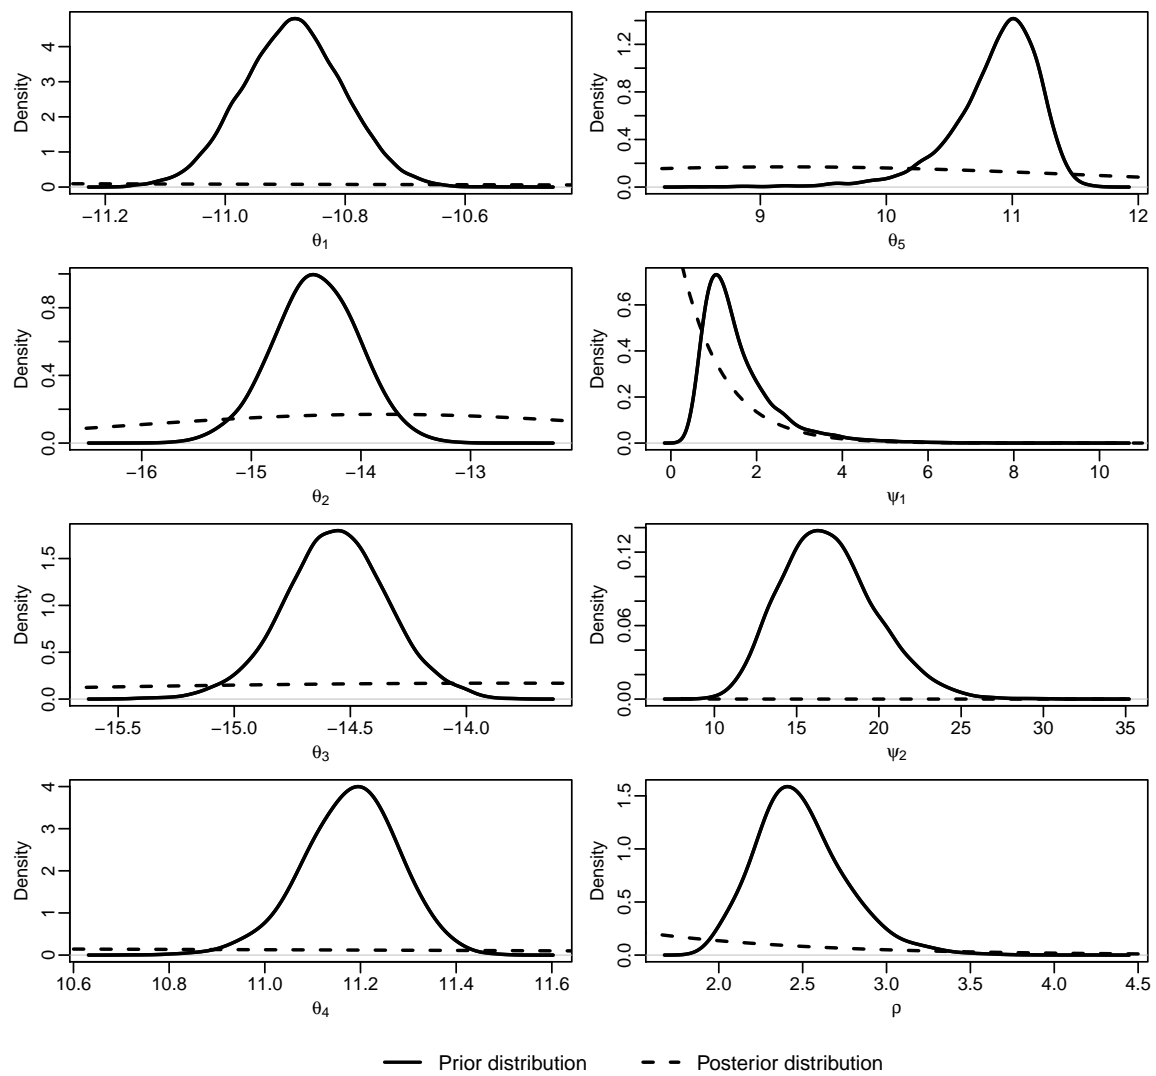 Density
0 1 2 3 4
−11.2 −11.0 −10.8 −10.6
θ1
Density
0.0 0.4 0.8 1.2
9 10 11 12
θ5
Density
0.0 0.4 0.8
−16 −15 −14 −13
θ2
Density
0.0 0.2 0.4 0.6
0 2 4 6 8 10
ψ1
Density
0.0 0.5 1.0 1.5
−15.5 −15.0 −14.5 −14.0
θ3
Density
0.00 0.06 0.12
10 15 20 25 30 35
ψ2
Density
0 1 2 3 4
10.6 10.8 11.0 11.2 11.4 11.6
θ4
Density
0.0 0.5 1.0 1.5
2.0 2.5 3.0 3.5 4.0 4.5
ρ
Prior distribution Posterior distribution